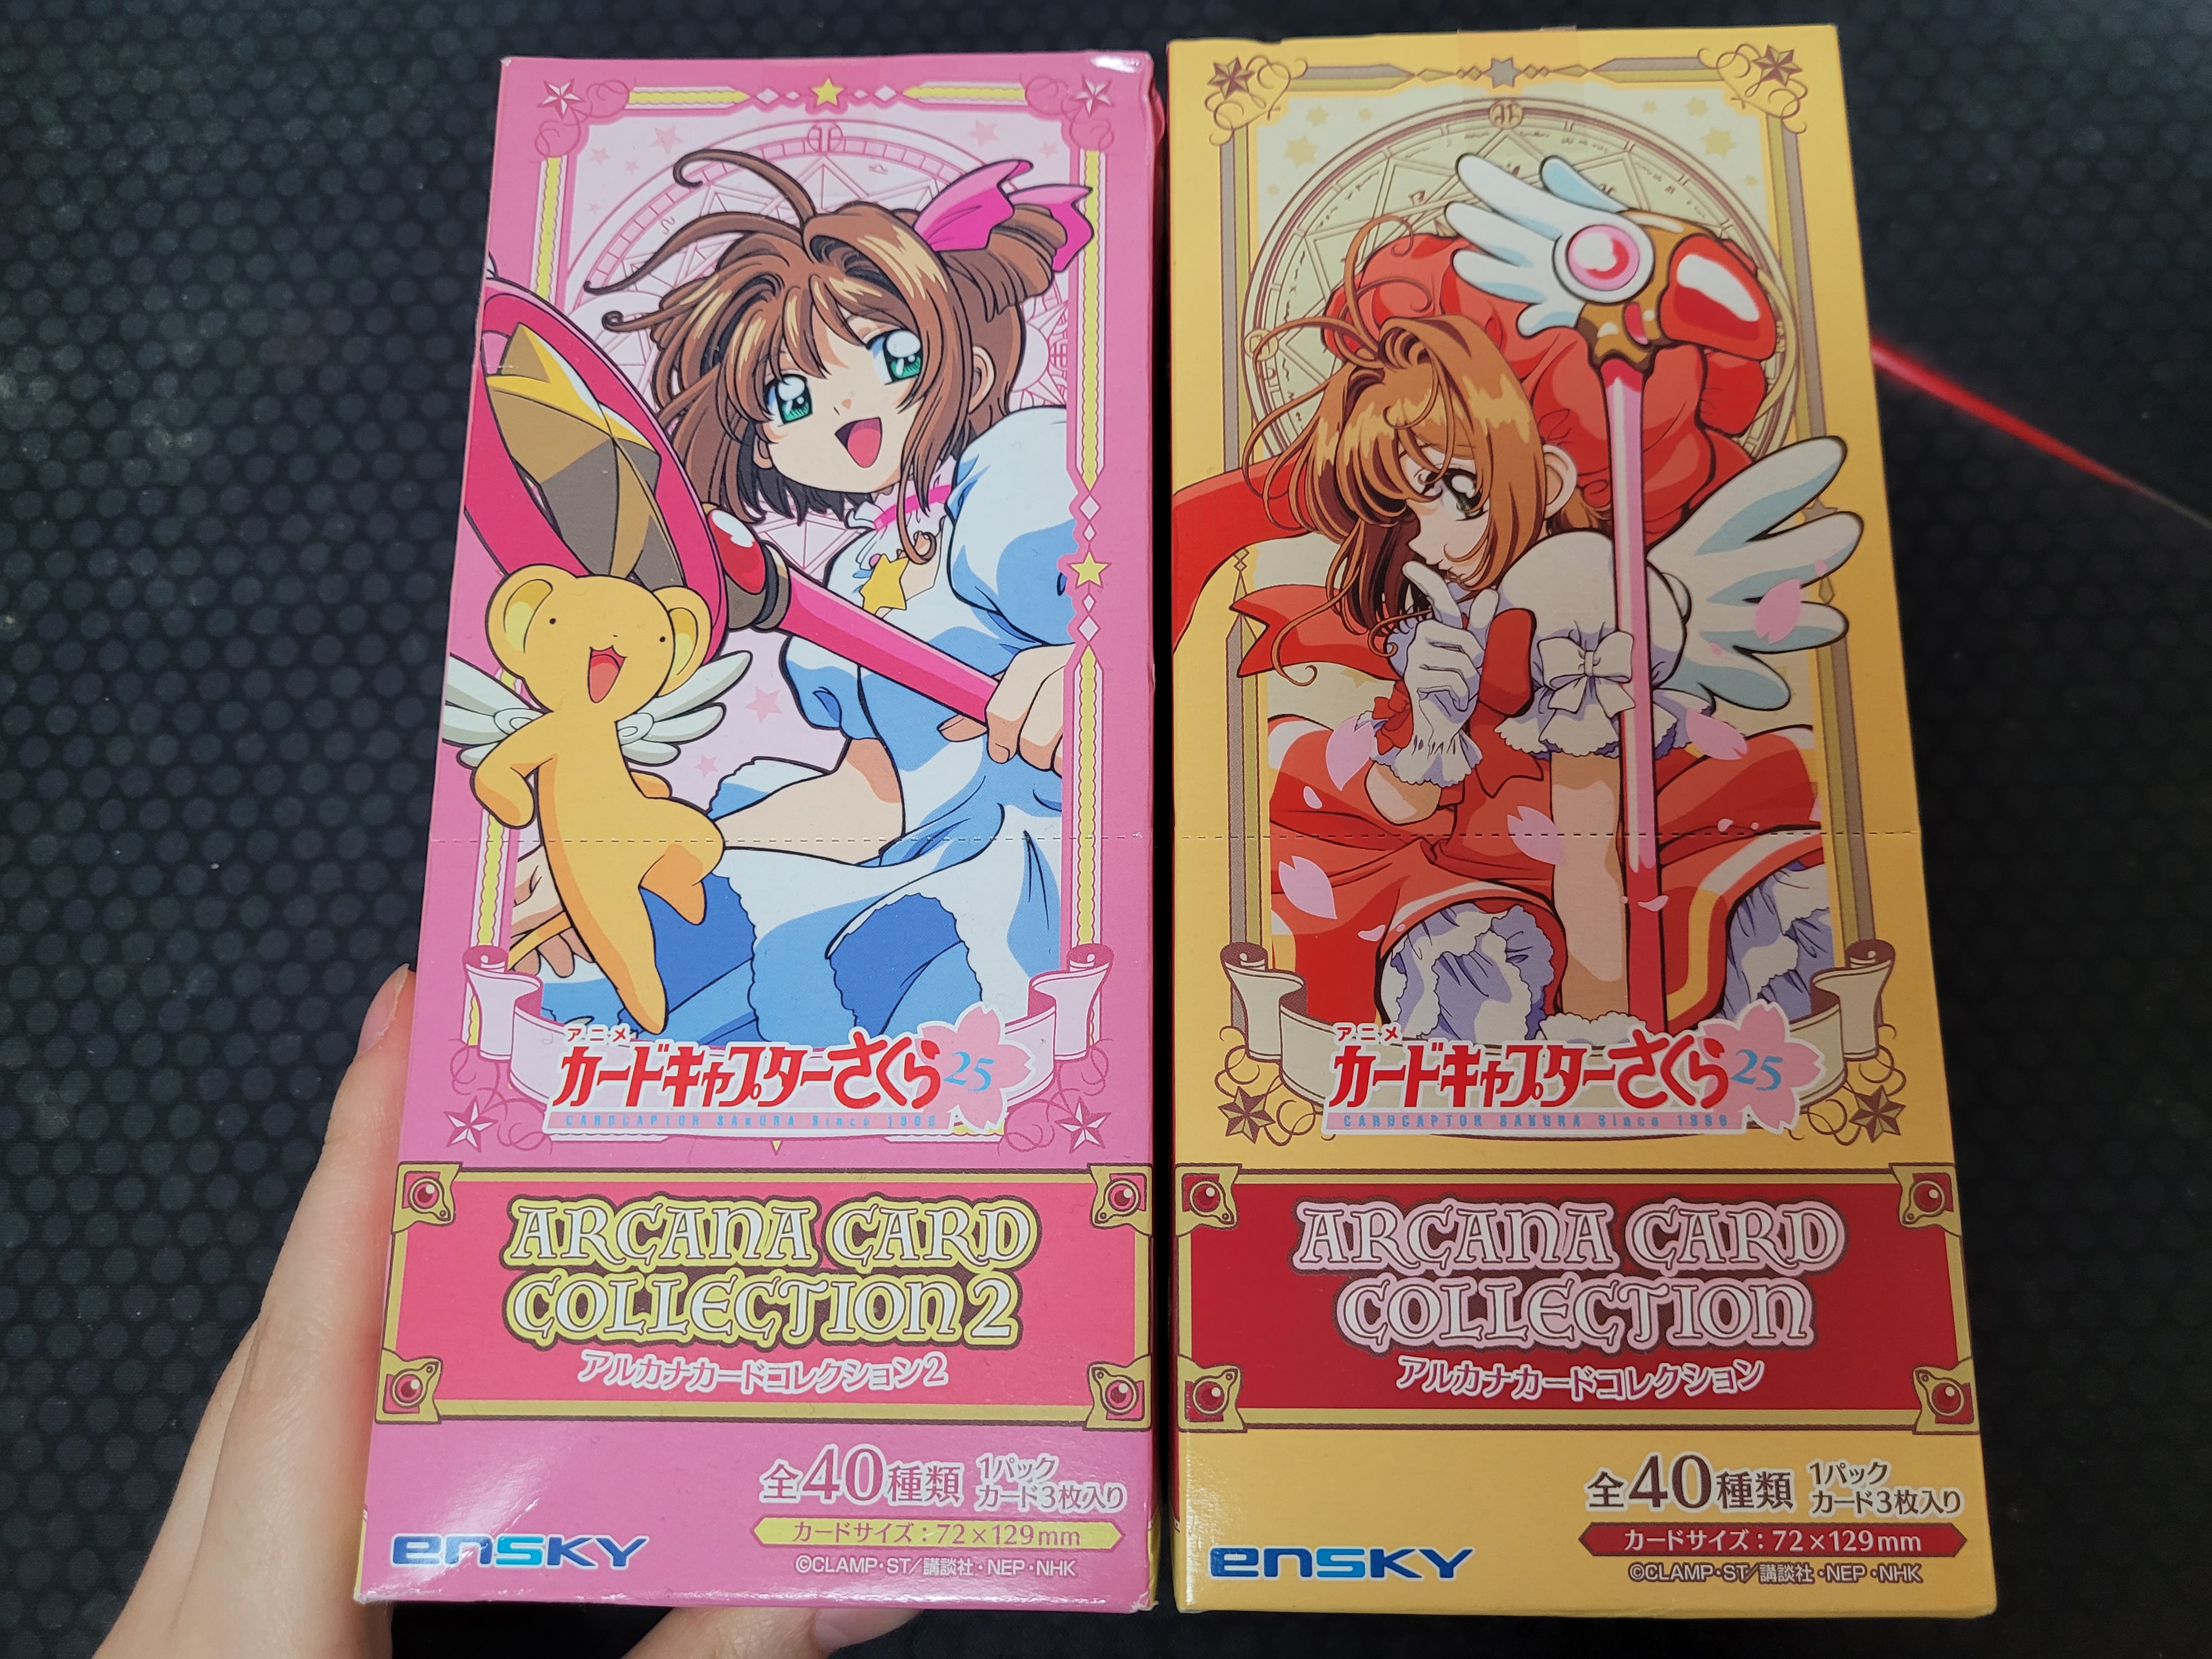 アニメ
カードキャプターさくら25
CARDCAPTOR SAKURA Since 1998
ARCANA CARD
COLLECTION 2
アルカナカードコレクション2
全40種類
1パック
カード3枚入り
カードサイズ:72×129mm
ensky
©CLAMP・ST/講談社・NEP・NHK
アニメ
カードキャプターさくら25
CARDCAPTOR SAKURA Since 1998
ARCANA CARD
COLLECTION
アルカナカードコレクション
全40種類
1パック
カード3枚入り
カードサイズ:72×129mm
ensky
©CLAMP・ST/講談社・NEP・NHK